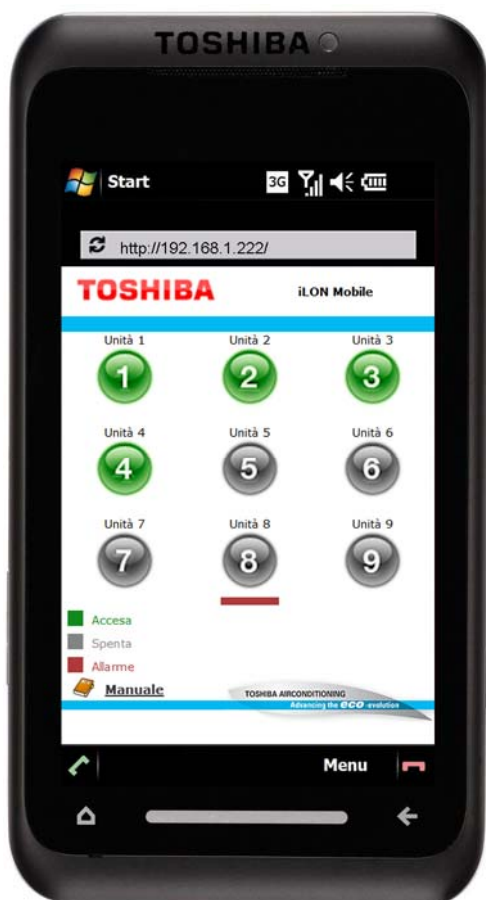 TOSHIBA
Start 3G
http://192.168.1.222/
TOSHIBA iLON Mobile
Unità 1 Unità 2 Unità 3
1 2 3
Unità 4 Unità 5 Unità 6
4 5 6
Unità 7 Unità 8 Unità 9
7 8 9
Accesa
Spenta
Allarme
Manuale
TOSHIBA AIRCONDITIONING
Advancing the eco-evolution
Menu